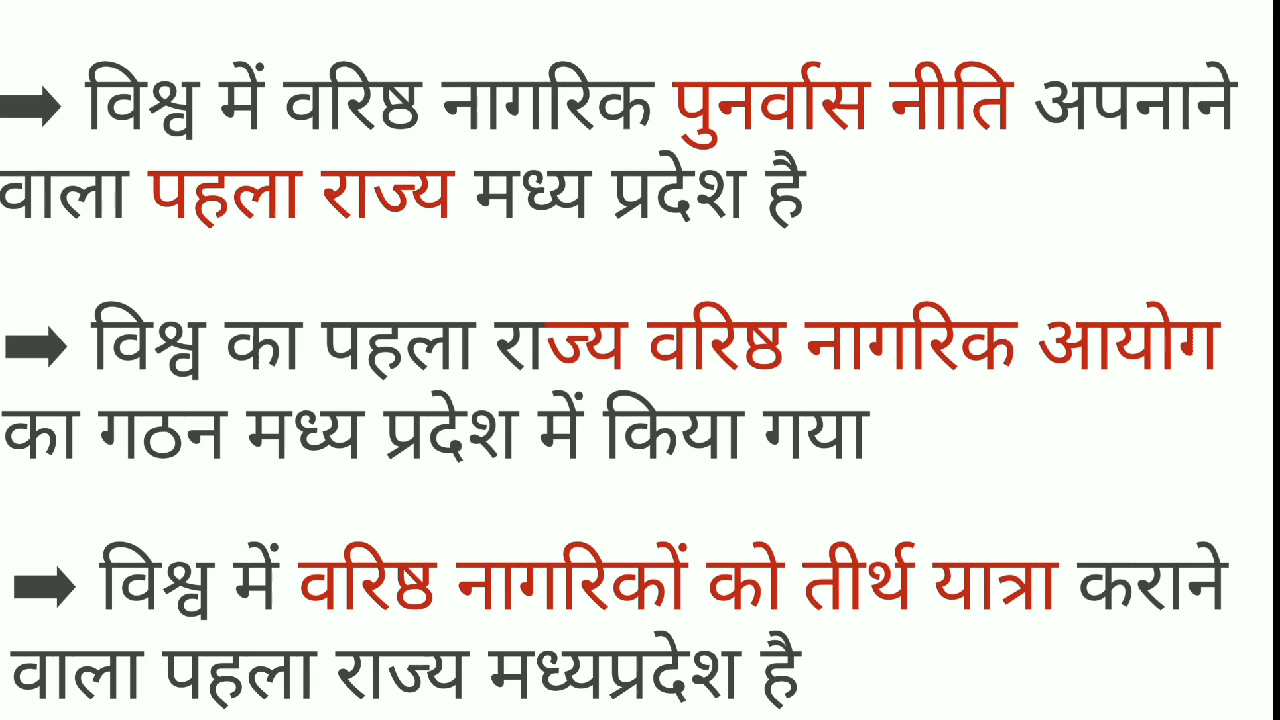 ➡ विश्व में वरिष्ठ नागरिक पुनर्वास नीति अपनाने
वाला पहला राज्य मध्य प्रदेश है
➡ विश्व का पहला राज्य वरिष्ठ नागरिक आयोग
का गठन मध्य प्रदेश में किया गया
➡ विश्व में वरिष्ठ नागरिकों को तीर्थ यात्रा कराने
वाला पहला राज्य मध्यप्रदेश है